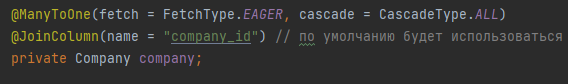 @ManyToOne(fetch = FetchType.EAGER, cascade = CascadeType.ALL)
@JoinColumn(name = "company_id") // по умолчанию будет использоваться
private Company company;